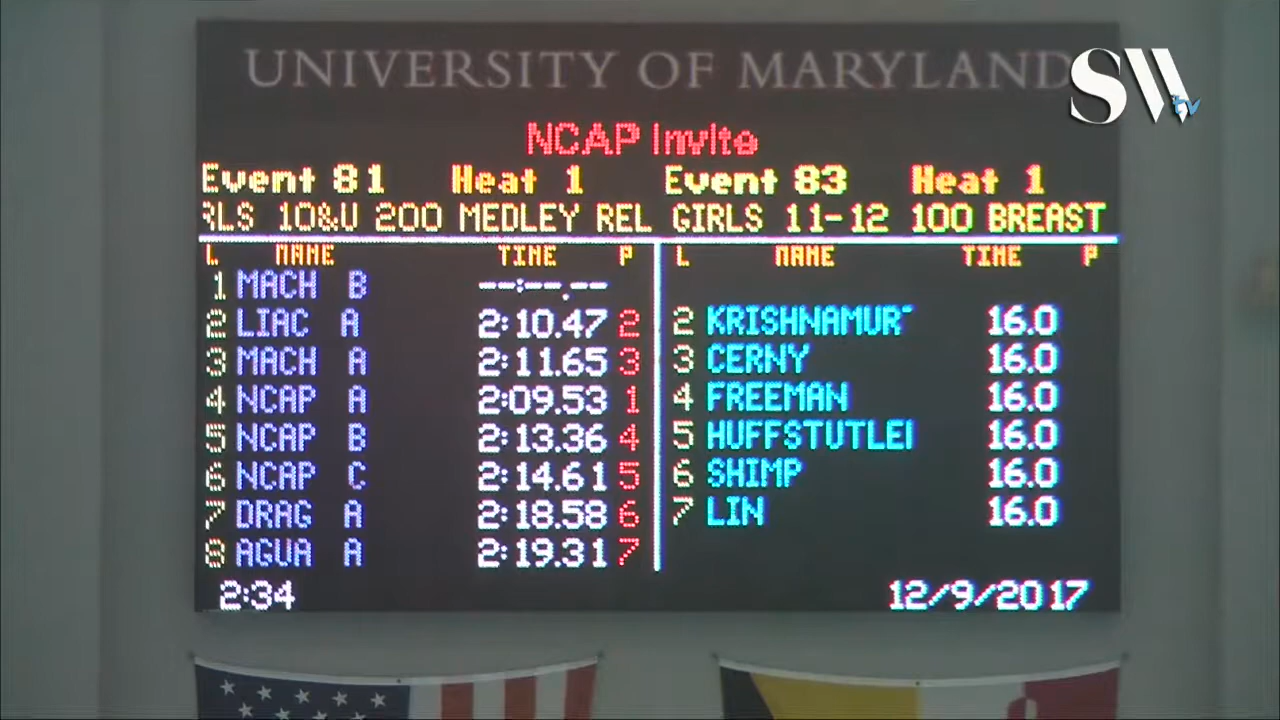 UNIVERSITY OF MARYLAND
SW tv
NCAP Invite
Event 81 Heat 1 Event 83 Heat 1
RLS 10&U 200 MEDLEY REL GIRLS 11-12 100 BREAST
L NAME TIME P L NAME TIME P
1 MACH B --:--.--
2 LIAC A 2:10.47 2 2 KRISHNAMUR 16.0
3 MACH A 2:11.65 3 3 CERNY 16.0
4 NCAP A 2:09.53 1 4 FREEMAN 16.0
5 NCAP B 2:13.36 4 5 HUFFSTUTLE 16.0
6 NCAP C 2:14.61 5 6 SHIMP 16.0
7 DRAG A 2:18.58 6 7 LIN 16.0
8 AGUA A 2:19.31 7
2:34 12/9/2017